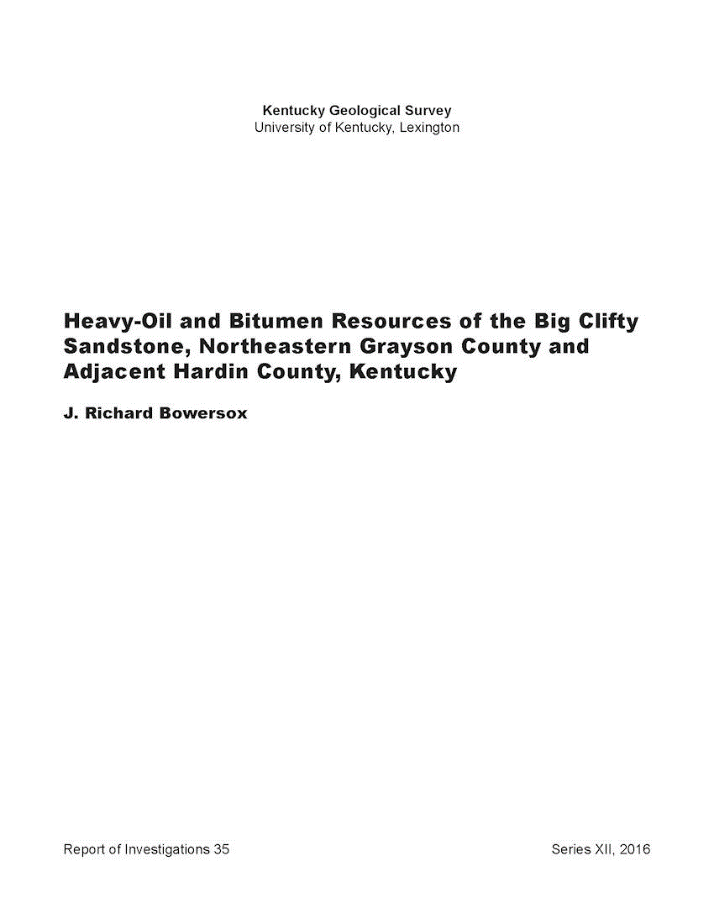 Kentucky Geological Survey
University of Kentucky, Lexington
Heavy-Oil and Bitumen Resources of the Big Clifty
Sandstone, Northeastern Grayson County and
Adjacent Hardin County, Kentucky
J. Richard Bowersox
Report of Investigations 35
Series XII, 2016